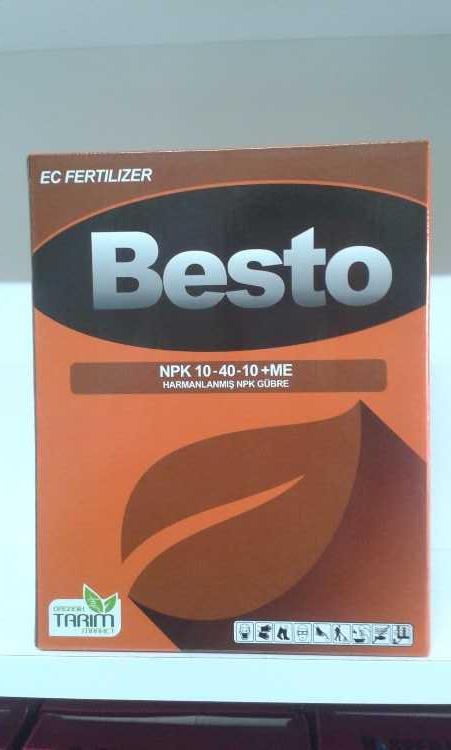 EC FERTILIZER
Besto
NPK 10-40-10 +ME
HARMANLANMIŞ NPK GÜBRE
TARIM